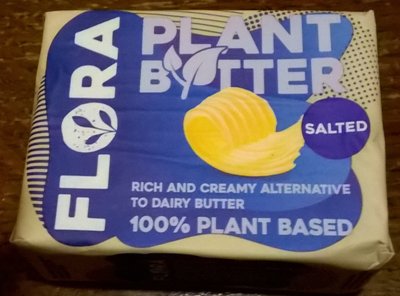 FLORA
PLANT
BUTTER
SALTED
RICH AND CREAMY ALTERNATIVE
TO DAIRY BUTTER
100% PLANT BASED